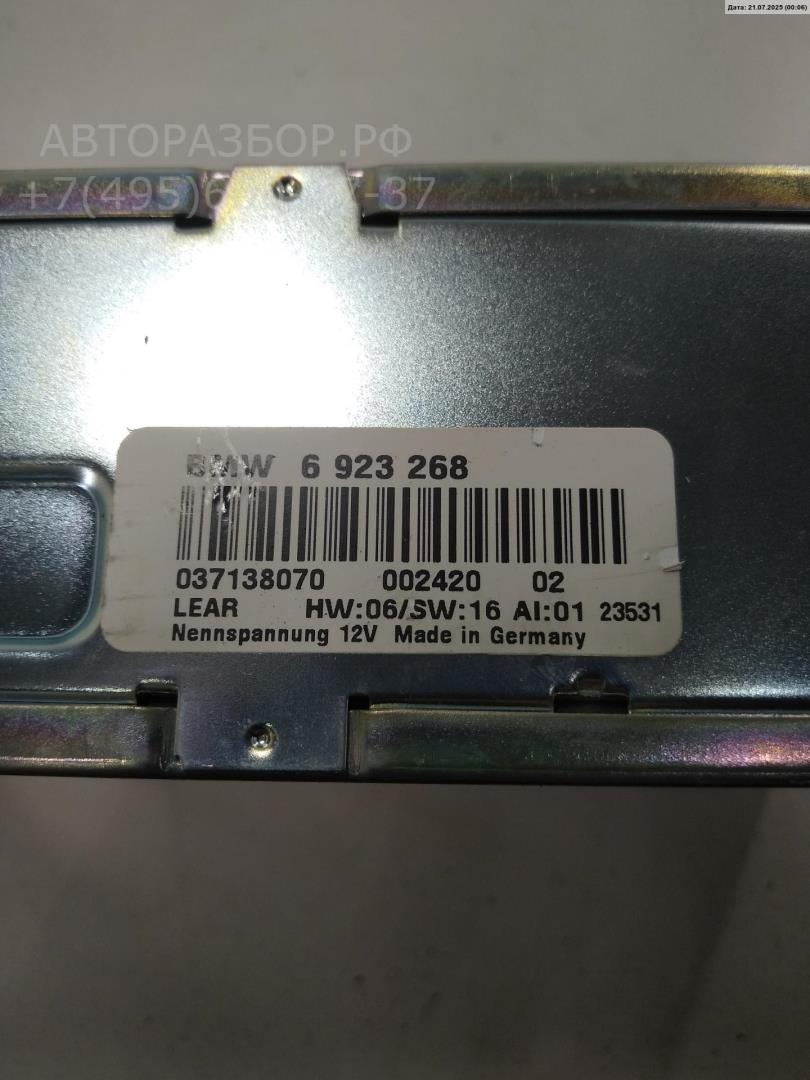 Дата: 21.07.2025 (00:06)
АВТОРАЗБОР.РФ
BMW 6 923 268
037138070 002420 02
LEAR HW:06/SW:16 AI:01 23531
Nennspannung 12V Made in Germany